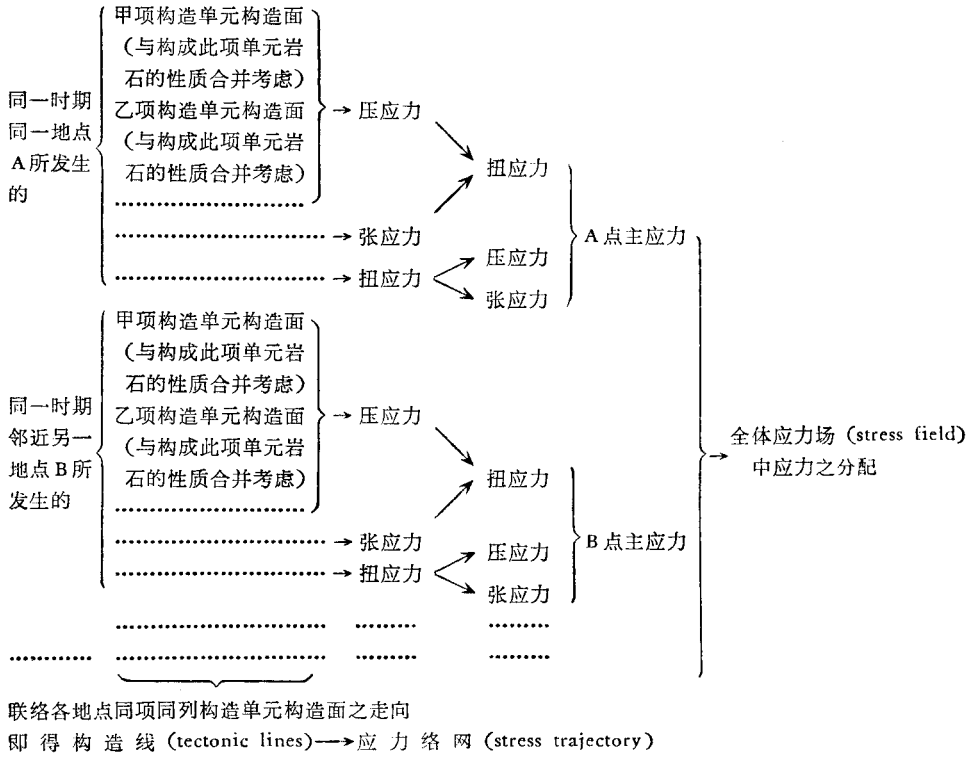 同一时期
同一地点
A所发生
的
甲项构造单元构造面
(与构成此项单元岩
石的性质合并考虑)
乙项构造单元构造面
(与构成此项单元岩
石的性质合并考虑)
………………………
→压应力
…………………………→张应力
…………………………→扭应力
扭应力
压应力
张应力
A点主应力
同一时期
邻近另一
地点B所
发生的
甲项构造单元构造面
(与构成此项单元岩
石的性质合并考虑)
乙项构造单元构造面
(与构成此项单元岩
石的性质合并考虑)
………………………
→压应力
…………………………→张应力
…………………………→扭应力
扭应力
压应力
张应力
B点主应力
全体应力场 (stress field)
中应力之分配
………………………… ……… ………
………… ………………………… ……… ………
联络各地点同项同列构造单元构造面之走向
即得构造线 (tectonic lines)→应力络网 (stress trajectory)